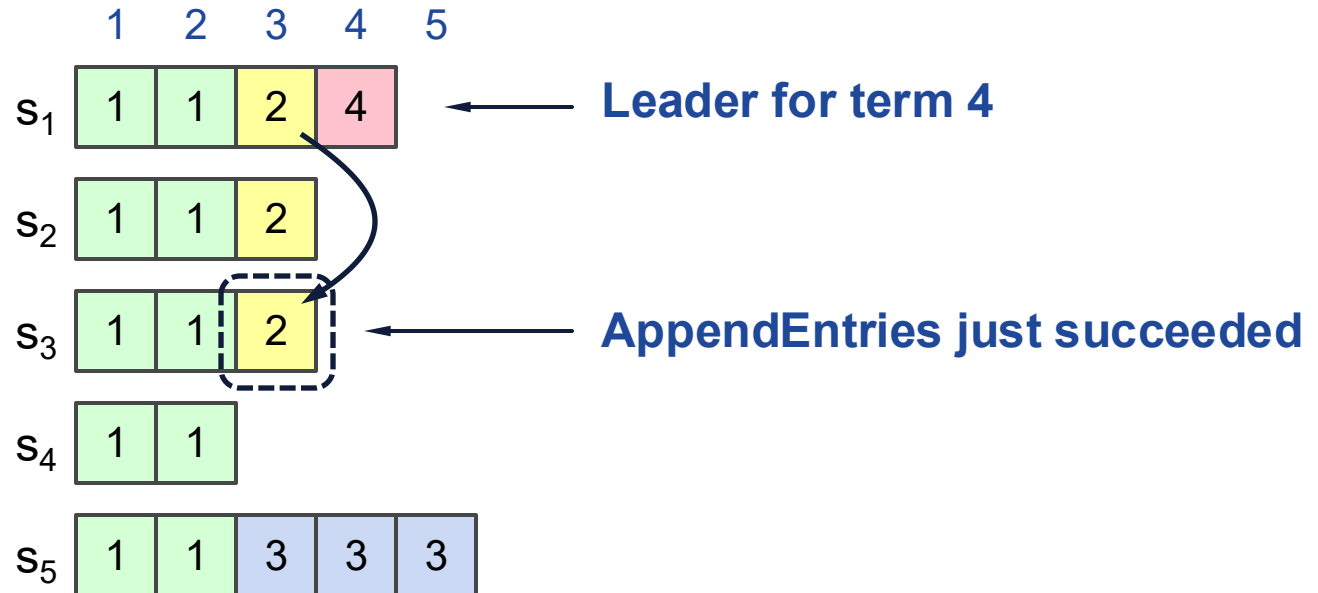 1 2 3 4 5
s1 1 1 2 4 Leader for term 4
s2 1 1 2
s3 1 1 2 AppendEntries just succeeded
s4 1 1
s5 1 1 3 3 3